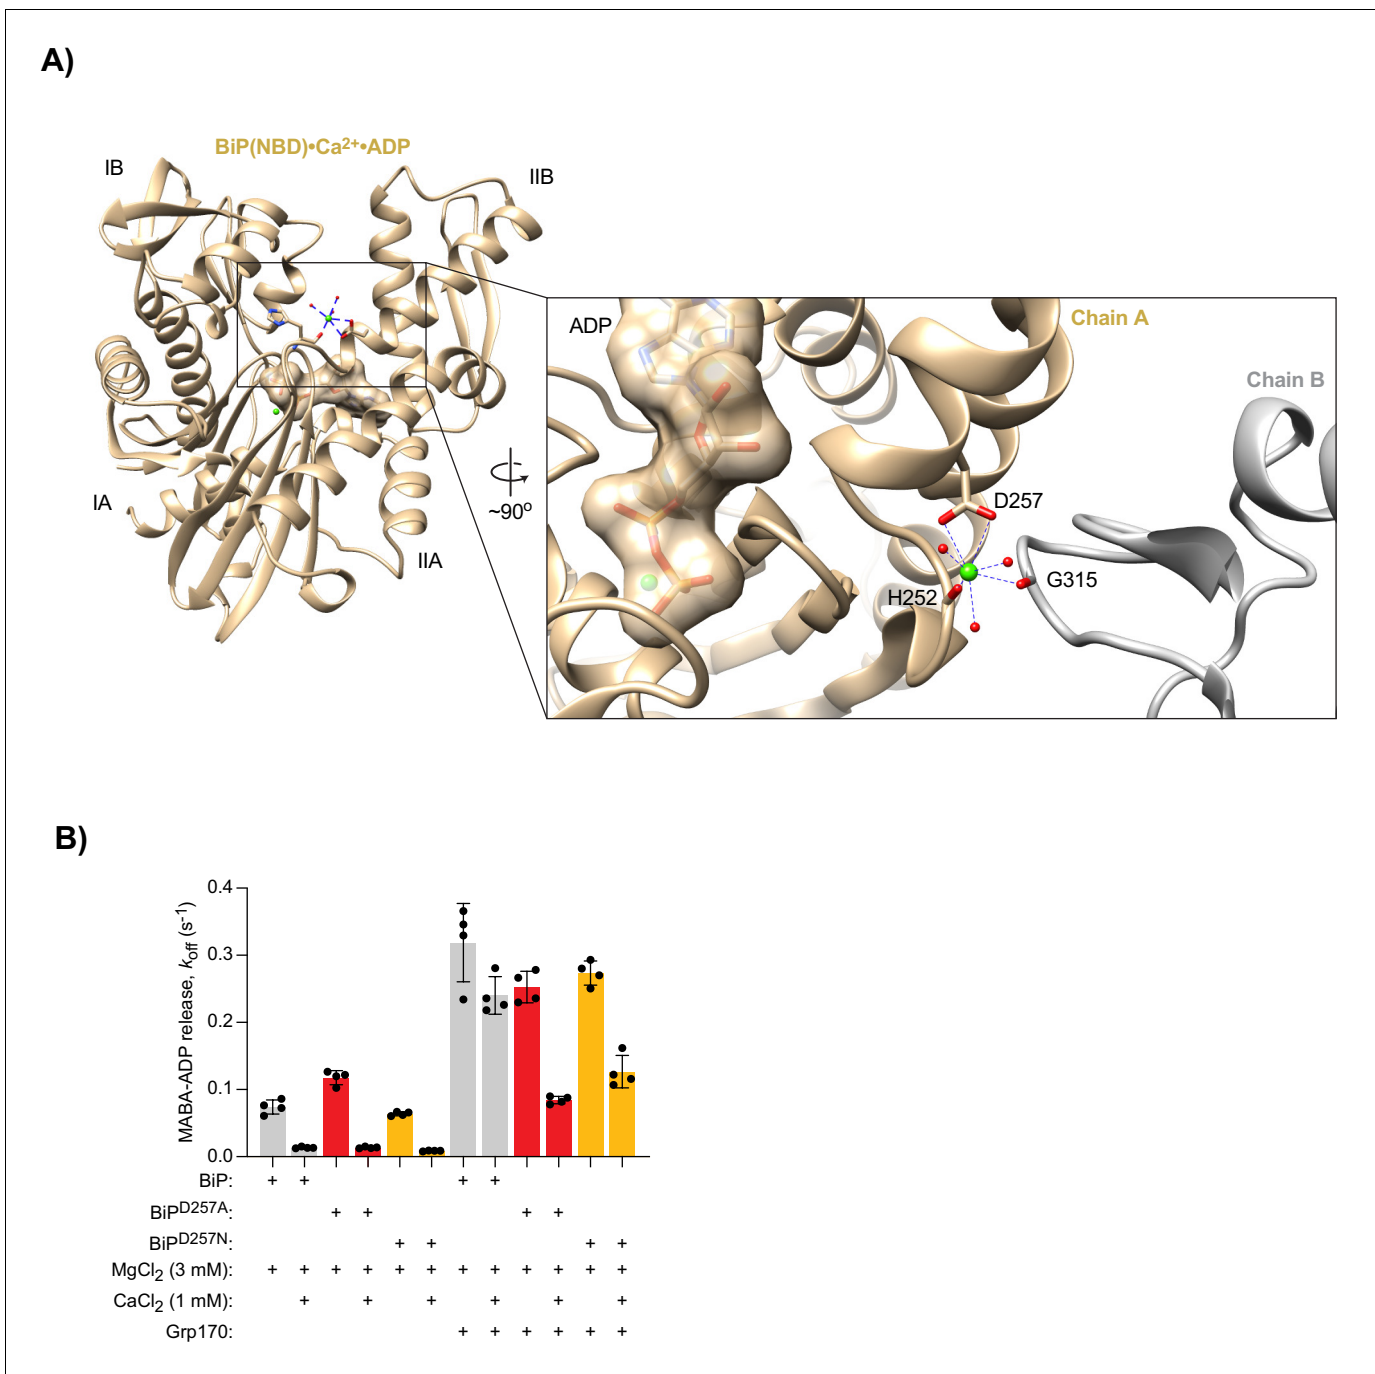 A)
BiP(NBD)•Ca²⁺•ADP
IB
IIB
IA
IIA
~90°
ADP
Chain A
Chain B
D257
H252
G315
B)
MABA-ADP release, k_off (s⁻¹)
0.4
0.3
0.2
0.1
0.0
BiP: + + + +
BiP^D257A: + + + +
BiP^D257N: + + + +
MgCl₂ (3 mM): + + + + + + + + + + + +
CaCl₂ (1 mM): + + + + + +
Grp170: + + + + + +